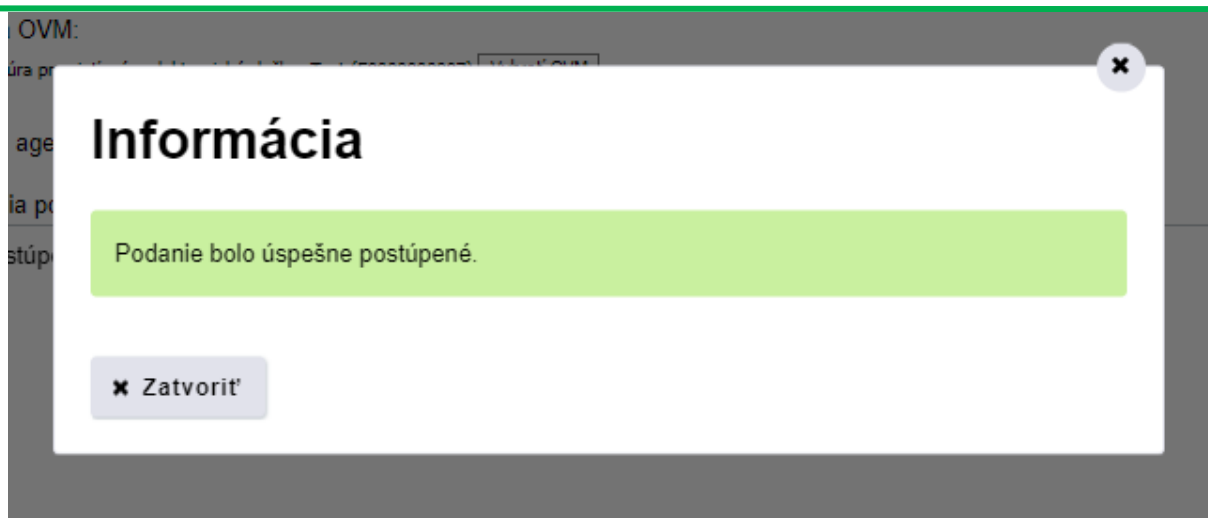 OVM:
Informácia
Podanie bolo úspešne postúpené.
✖ Zatvoriť